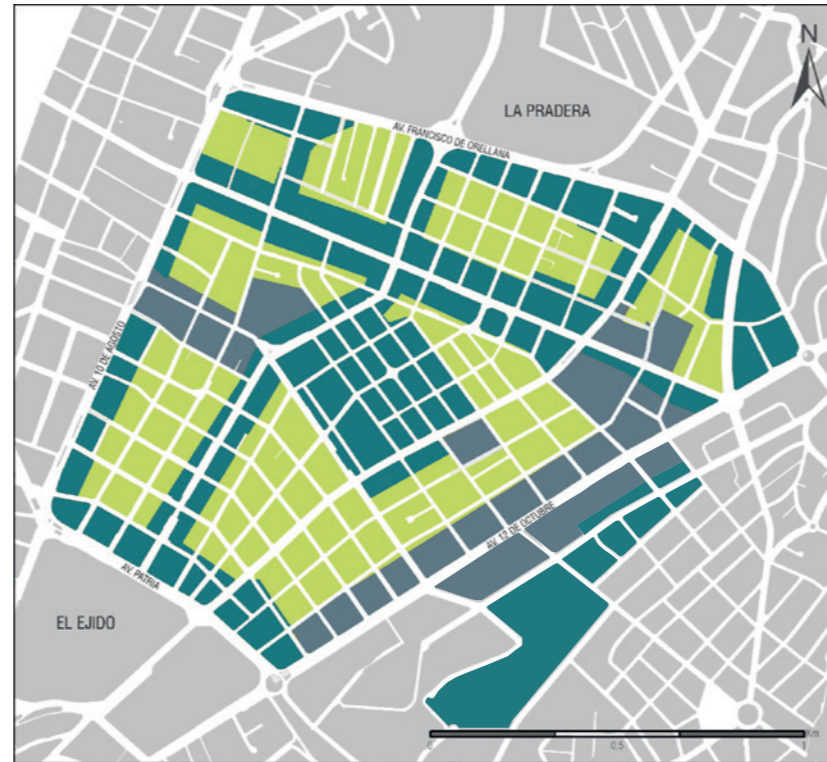 N
LA PRADERA
AV. FRANCISCO DE ORELLANA
AV. 10 DE AGOSTO
AV. 12 DE OCTUBRE
AV. PATRIA
EL EJIDO
Km
0
0.5
1